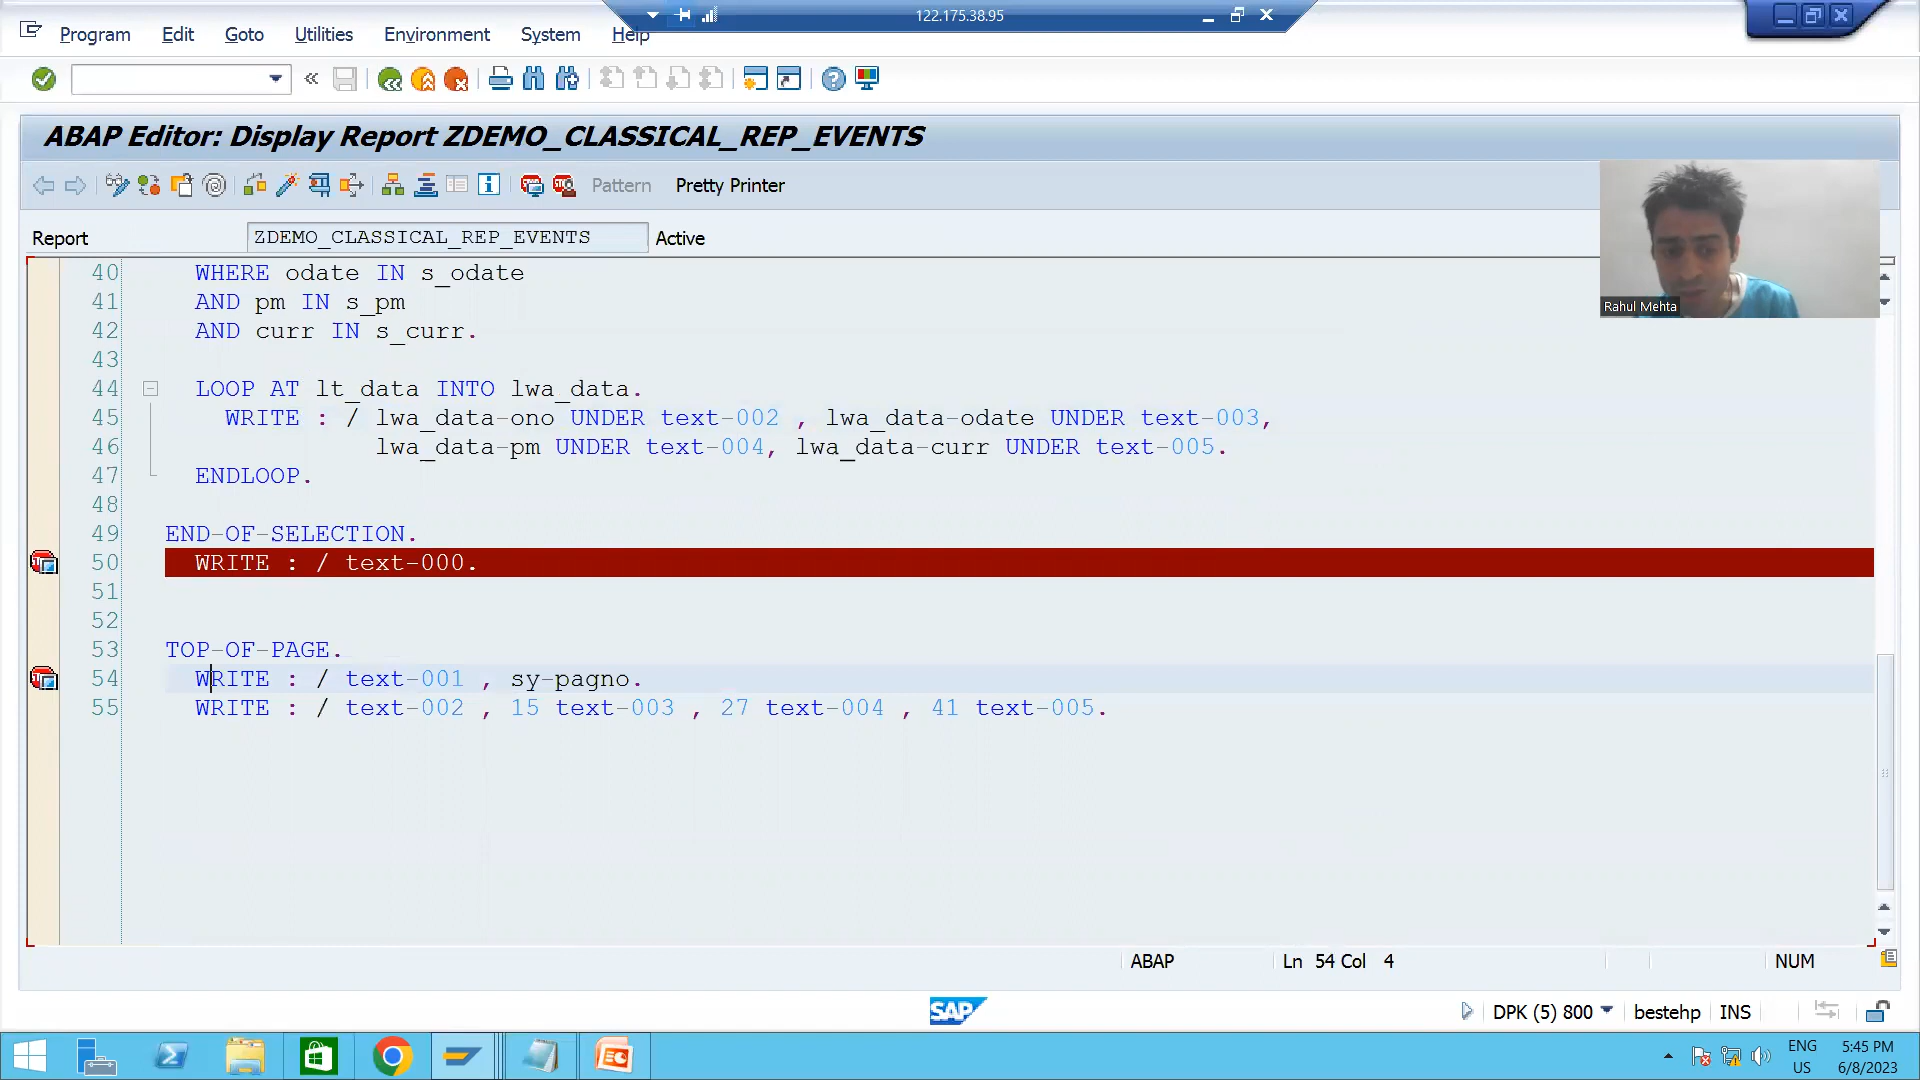 122.175.38.95
Program Edit Goto Utilities Environment System Help
ABAP Editor: Display Report ZDEMO_CLASSICAL_REP_EVENTS
Pattern Pretty Printer
Report ZDEMO_CLASSICAL_REP_EVENTS Active
Rahul Mehta
40 WHERE odate IN s_odate
41 AND pm IN s_pm
42 AND curr IN s_curr.
43
44 LOOP AT lt_data INTO lwa_data.
45 WRITE : / lwa_data-ono UNDER text-002 , lwa_data-odate UNDER text-003,
46 lwa_data-pm UNDER text-004, lwa_data-curr UNDER text-005.
47 ENDLOOP.
48
49 END-OF-SELECTION.
50 WRITE : / text-000.
51
52
53 TOP-OF-PAGE.
54 WRITE : / text-001 , sy-pagno.
55 WRITE : / text-002 , 15 text-003 , 27 text-004 , 41 text-005.
ABAP Ln 54 Col 4 NUM
SAP
DPK (5) 800 bestehp INS
ENG 5:45 PM
US 6/8/2023